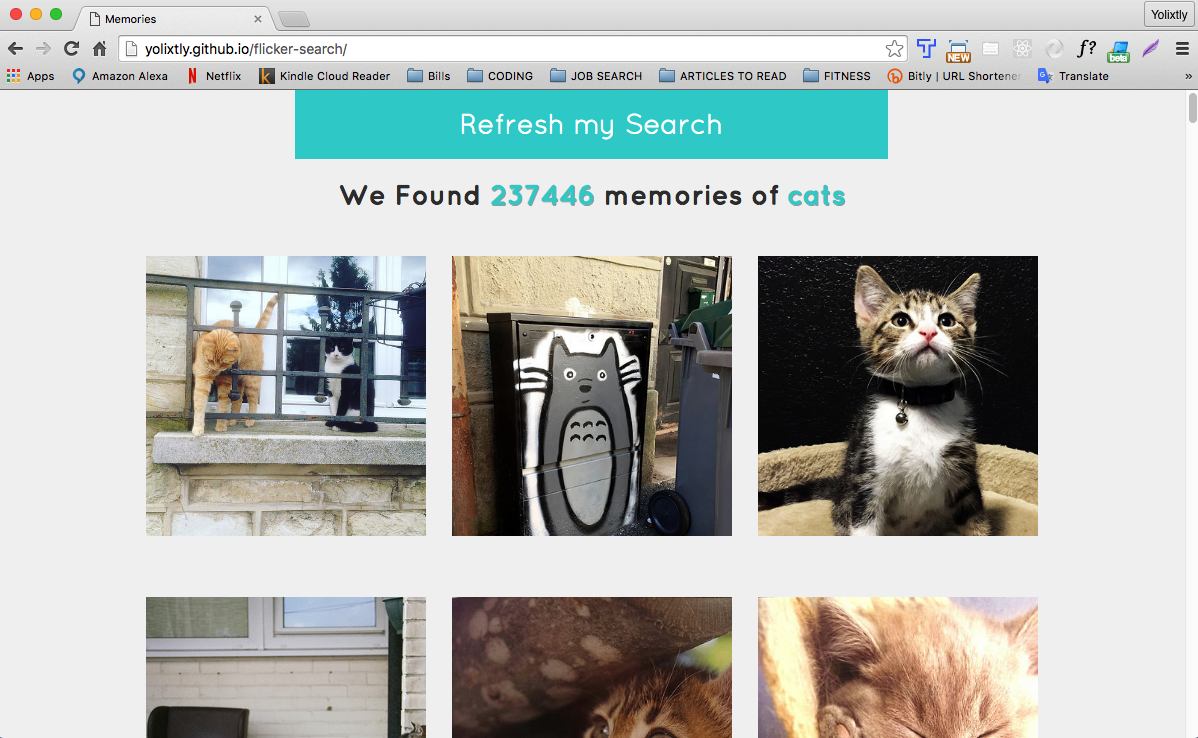 Memories
Yolixtly
yolixtly.github.io/flicker-search/
f?
NEW
beta
Apps
Amazon Alexa
Netflix
Kindle Cloud Reader
Bills
CODING
JOB SEARCH
ARTICLES TO READ
FITNESS
Bitly | URL Shortener
Translate
»
Refresh my Search
We Found 237446 memories of cats